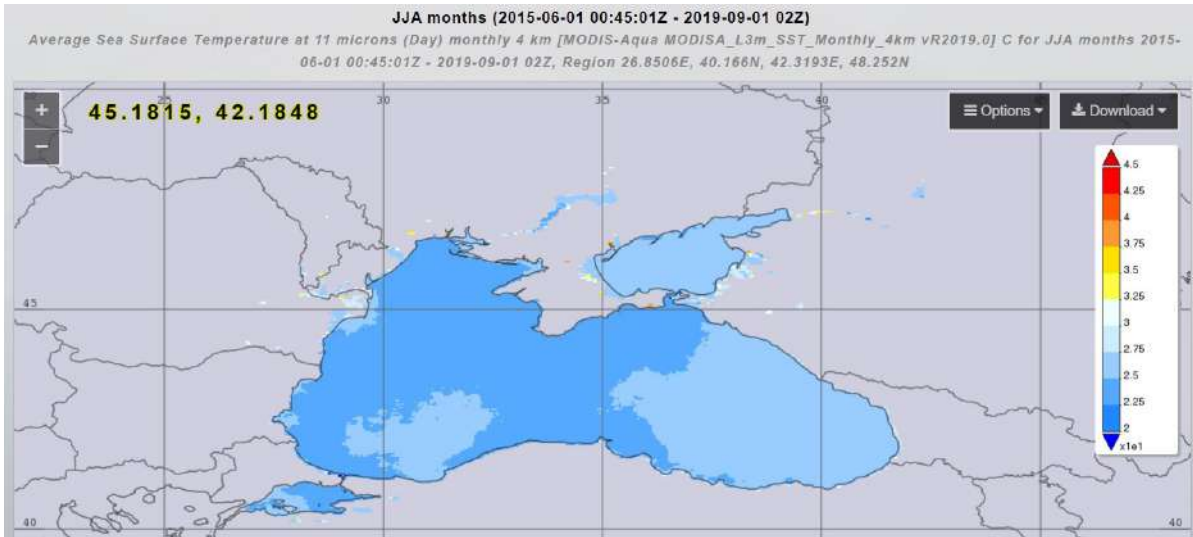 JJA months (2015-06-01 00:45:01Z - 2019-09-01 02Z)
Average Sea Surface Temperature at 11 microns (Day) monthly 4 km [MODIS-Aqua MODISA_L3m_SST_Monthly_4km vR2019.0] C for JJA months 2015-
06-01 00:45:01Z - 2019-09-01 02Z, Region 26.8506E, 40.166N, 42.3193E, 48.252N
25 30 35 40
+
45.1815, 42.1848
Options
Download
−
4.5
4.25
4
3.75
3.5
3.25
3
2.75
2.5
2.25
2
x1e1
45
40 40